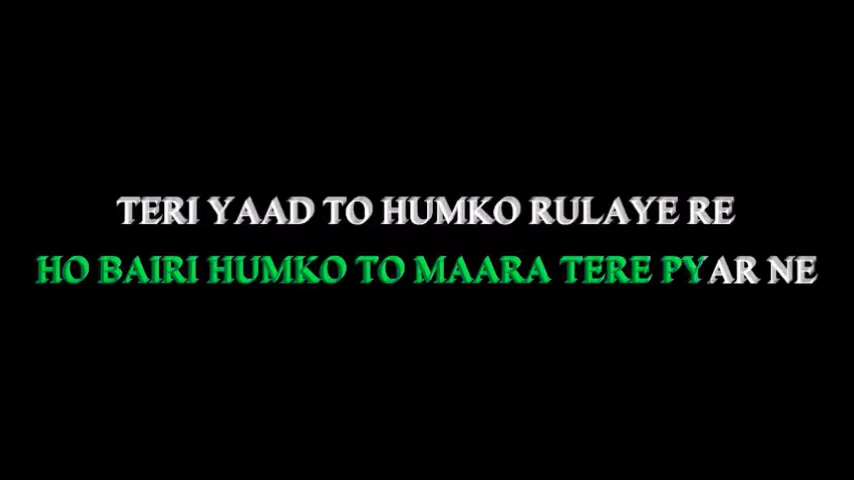 TERI YAAD TO HUMKO RULAYE RE
HO BAIRI HUMKO TO MAARA TERE PYAR NE